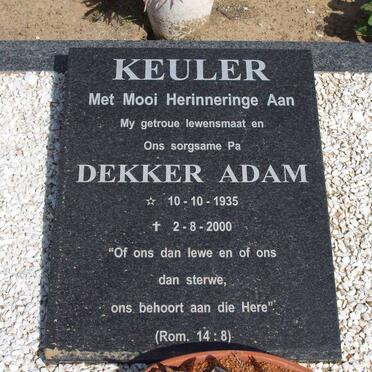 KEULER
Met Mooi Herinneringe Aan
My getroue lewensmaat en
Ons sorgsame Pa
DEKKER ADAM
☆ 10 - 10 - 1935
✝ 2 - 8 - 2000
"Of ons dan lewe en of ons
dan sterwe,
ons behoort aan die Here"
(Rom. 14 : 8)